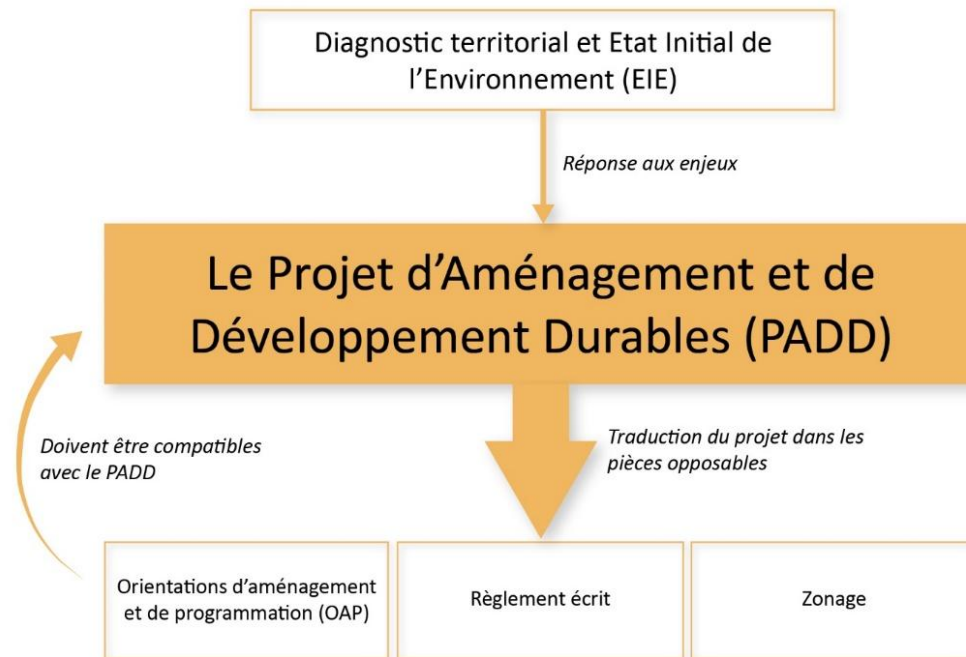 Diagnostic territorial et Etat Initial de
l’Environnement (EIE)
Réponse aux enjeux
Le Projet d’Aménagement et de
Développement Durables (PADD)
Doivent être compatibles
avec le PADD
Traduction du projet dans les
pièces opposables
Orientations d’aménagement
et de programmation (OAP)
Règlement écrit
Zonage